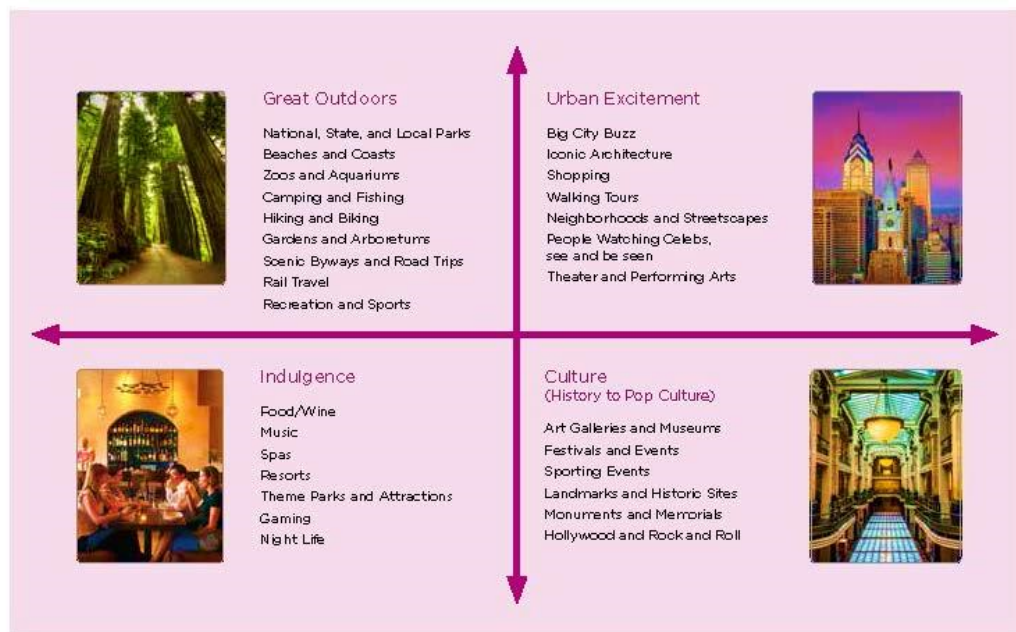 Great Outdoors
National, State, and Local Parks
Beaches and Coasts
Zoos and Aquariums
Camping and Fishing
Hiking and Biking
Gardens and Arboretums
Scenic Byways and Road Trips
Rail Travel
Recreation and Sports
Urban Excitement
Big City Buzz
Iconic Architecture
Shopping
Walking Tours
Neighborhoods and Streetscapes
People Watching Celebs,
see and be seen
Theater and Performing Arts
Indulgence
Food/Wine
Music
Spas
Resorts
Theme Parks and Attractions
Gaming
Night Life
Culture
(History to Pop Culture)
Art Galleries and Museums
Festivals and Events
Sporting Events
Landmarks and Historic Sites
Monuments and Memorials
Hollywood and Rock and Roll